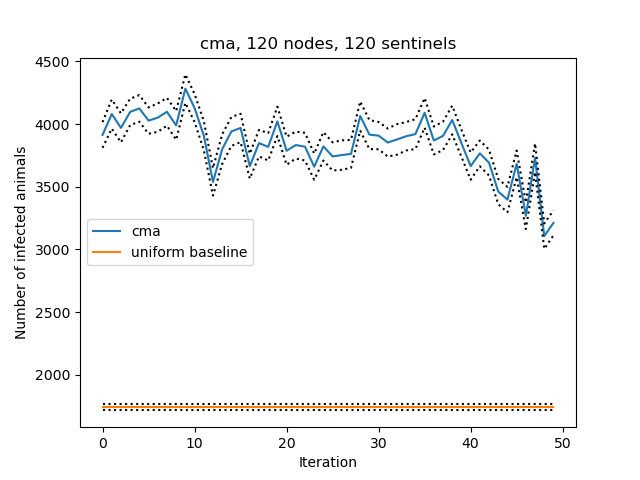 cma, 120 nodes, 120 sentinels
Number of infected animals
4500
4000
3500
3000
2500
2000
cma
uniform baseline
0
10
20
30
40
50
Iteration